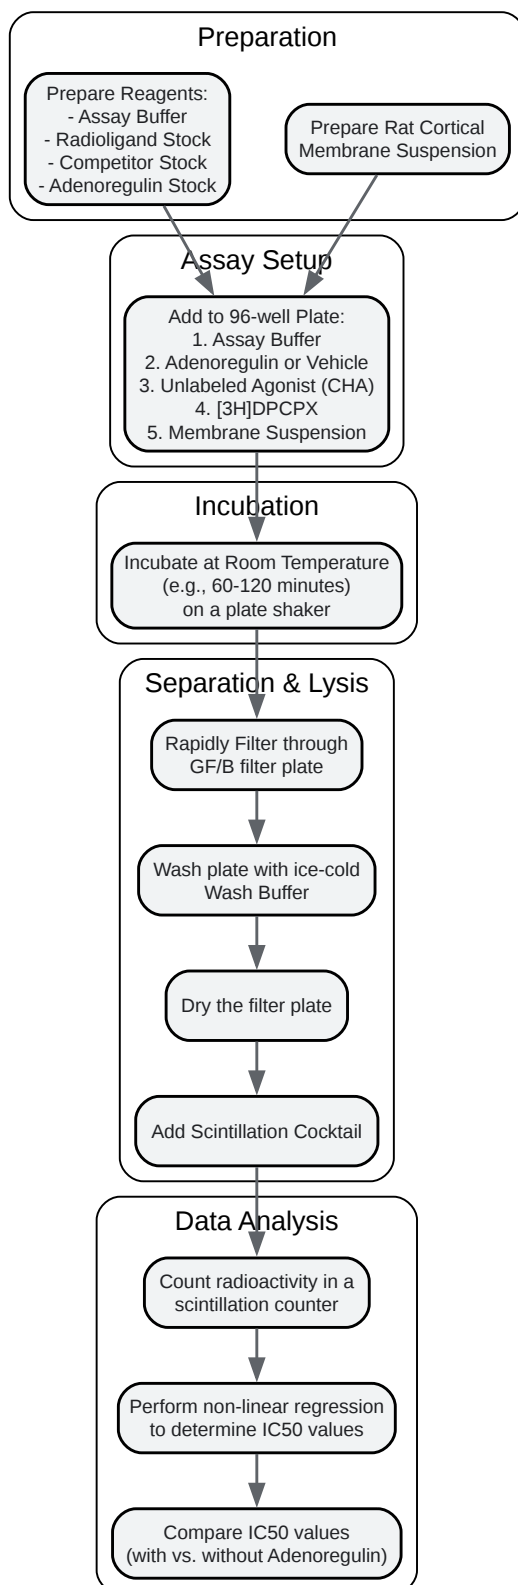 Preparation
Prepare Reagents:
- Assay Buffer
- Radioligand Stock
- Competitor Stock
- Adenoregulin Stock
Prepare Rat Cortical
Membrane Suspension
Assay Setup
Add to 96-well Plate:
1. Assay Buffer
2. Adenoregulin or Vehicle
3. Unlabeled Agonist (CHA)
4. [3H]DPCPX
5. Membrane Suspension
Incubation
Incubate at Room Temperature
(e.g., 60-120 minutes)
on a plate shaker
Separation & Lysis
Rapidly Filter through
GF/B filter plate
Wash plate with ice-cold
Wash Buffer
Dry the filter plate
Add Scintillation Cocktail
Data Analysis
Count radioactivity in a
scintillation counter
Perform non-linear regression
to determine IC50 values
Compare IC50 values
(with vs. without Adenoregulin)